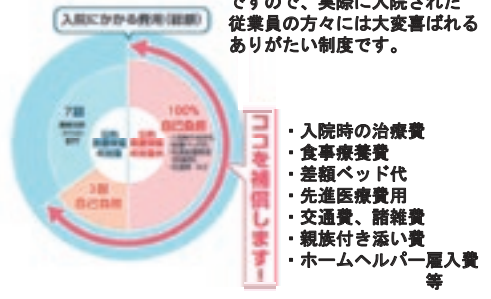 ですので、実際に入院された
従業員の方々には大変喜ばれる
ありがたい制度です。
入院にかかる費用(総額)
7割
100%
自己負担
3割
自己負担
ココを補償します!
・入院時の治療費
・食事療養費
・差額ベッド代
・先進医療費用
・交通費、諸雑費
・親族付き添い費
・ホームヘルパー雇入費
等